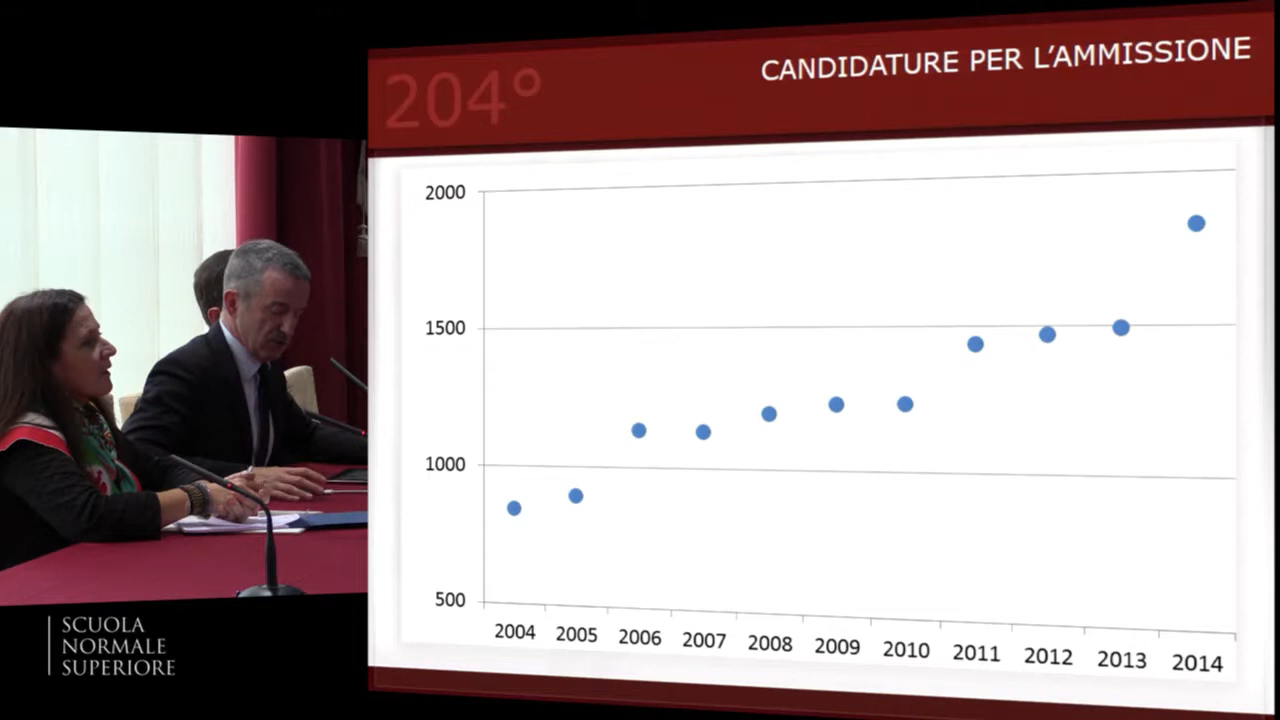 204°
CANDIDATURE PER L'AMMISSIONE
2000
1500
1000
500
2004 2005 2006 2007 2008 2009 2010 2011 2012 2013 2014
SCUOLA
NORMALE
SUPERIORE